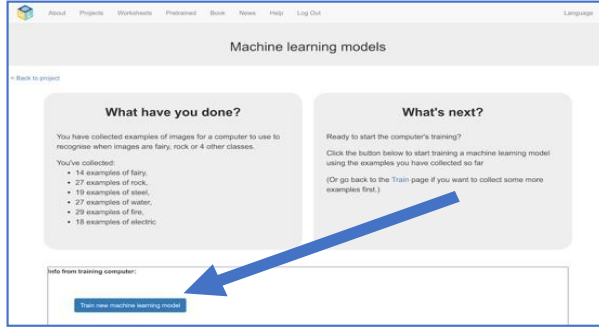 About Projects Worksheets Pretrained Book News Help Log Out Language
Machine learning models
< Back to project
What have you done?
You have collected examples of images for a computer to use to
recognise when images are fairy, rock or 4 other classes.
You've collected:
• 14 examples of fairy,
• 27 examples of rock,
• 19 examples of steel,
• 27 examples of water,
• 29 examples of fire,
• 18 examples of electric
What's next?
Ready to start the computer's training?
Click the button below to start training a machine learning model
using the examples you have collected so far
(Or go back to the Train page if you want to collect some more
examples first.)
Info from training computer:
Train new machine learning model